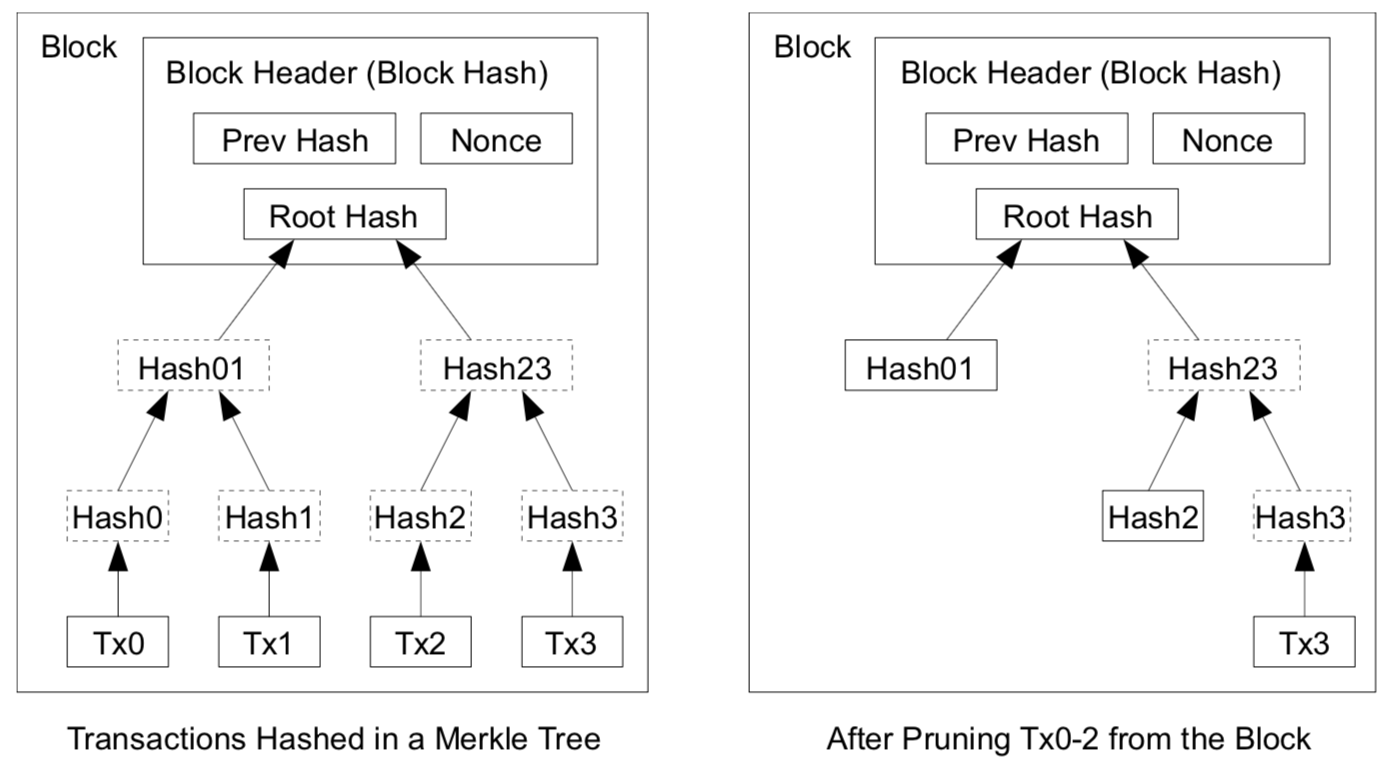 Block
Block Header (Block Hash)
Prev Hash
Nonce
Root Hash
Hash01
Hash23
Hash0
Hash1
Hash2
Hash3
Tx0
Tx1
Tx2
Tx3
Transactions Hashed in a Merkle Tree
Block
Block Header (Block Hash)
Prev Hash
Nonce
Root Hash
Hash01
Hash23
Hash2
Hash3
Tx3
After Pruning Tx0-2 from the Block